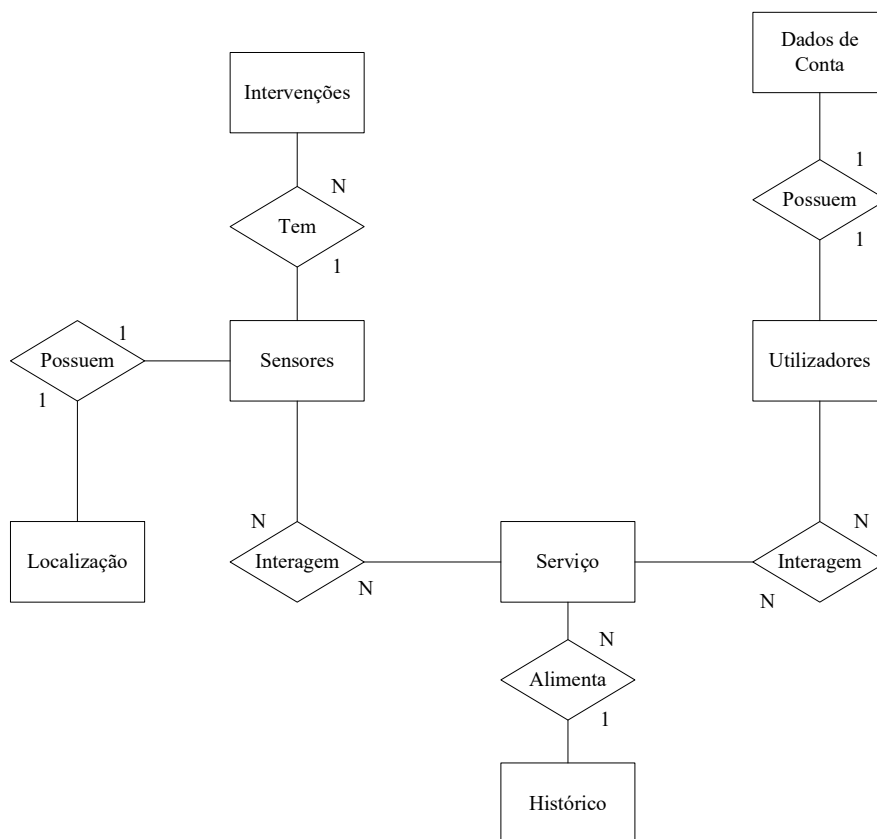 Dados de
Conta
Intervenções
N
Tem
1
1
Possuem
1
1
Possuem
1
Sensores
Utilizadores
N
Interagem
N
Serviço
N
Interagem
N
Localização
N
Alimenta
1
Histórico